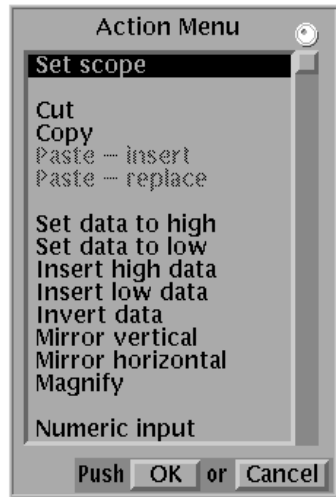 Action Menu
Set scope
Cut
Copy
Paste – insert
Paste – replace
Set data to high
Set data to low
Insert high data
Insert low data
Invert data
Mirror vertical
Mirror horizontal
Magnify
Numeric input
Push OK or Cancel